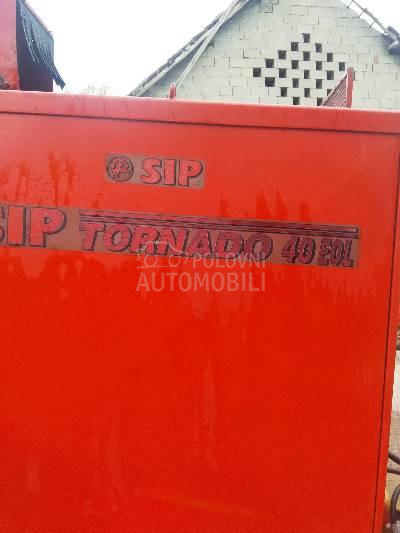 SIP
SIP TORNADO 40 EOL
POLOVNI
AUTOMOBILI